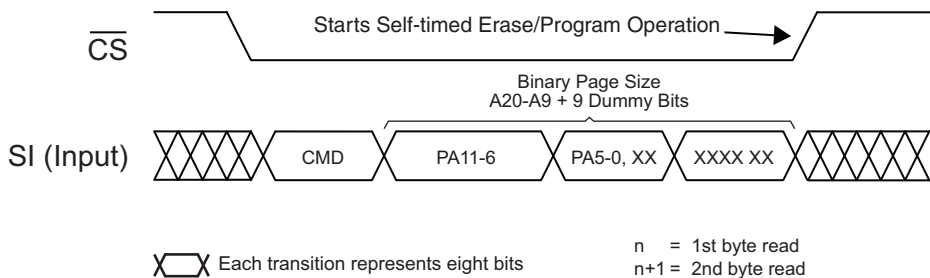 Starts Self-timed Erase/Program Operation
CS
Binary Page Size
A20-A9 + 9 Dummy Bits
SI (Input)
CMD
PA11-6
PA5-0, XX
XXXX XX
Each transition represents eight bits
n = 1st byte read
n+1 = 2nd byte read